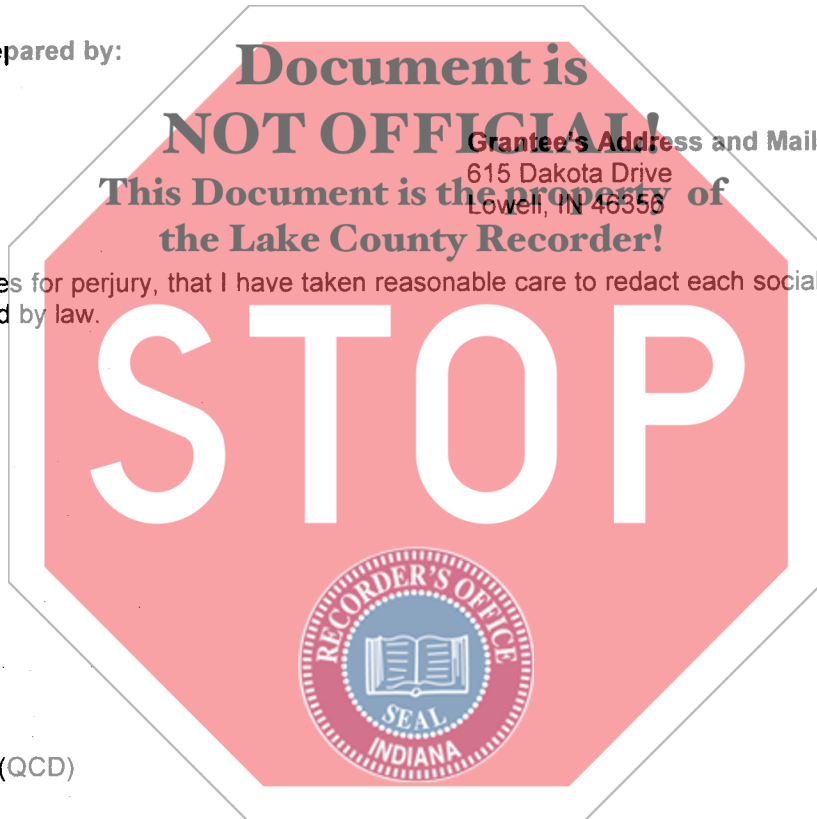 epared by:
Document is
NOT OFFICIAL!
Grantee's Address and Mail
615 Dakota Drive
This Document is the property of
Lowell, IN 46356
the Lake County Recorder!
es for perjury, that I have taken reasonable care to redact each social
d by law.
STOP
RECORDER'S OFFICE
SEAL
INDIANA
(QCD)